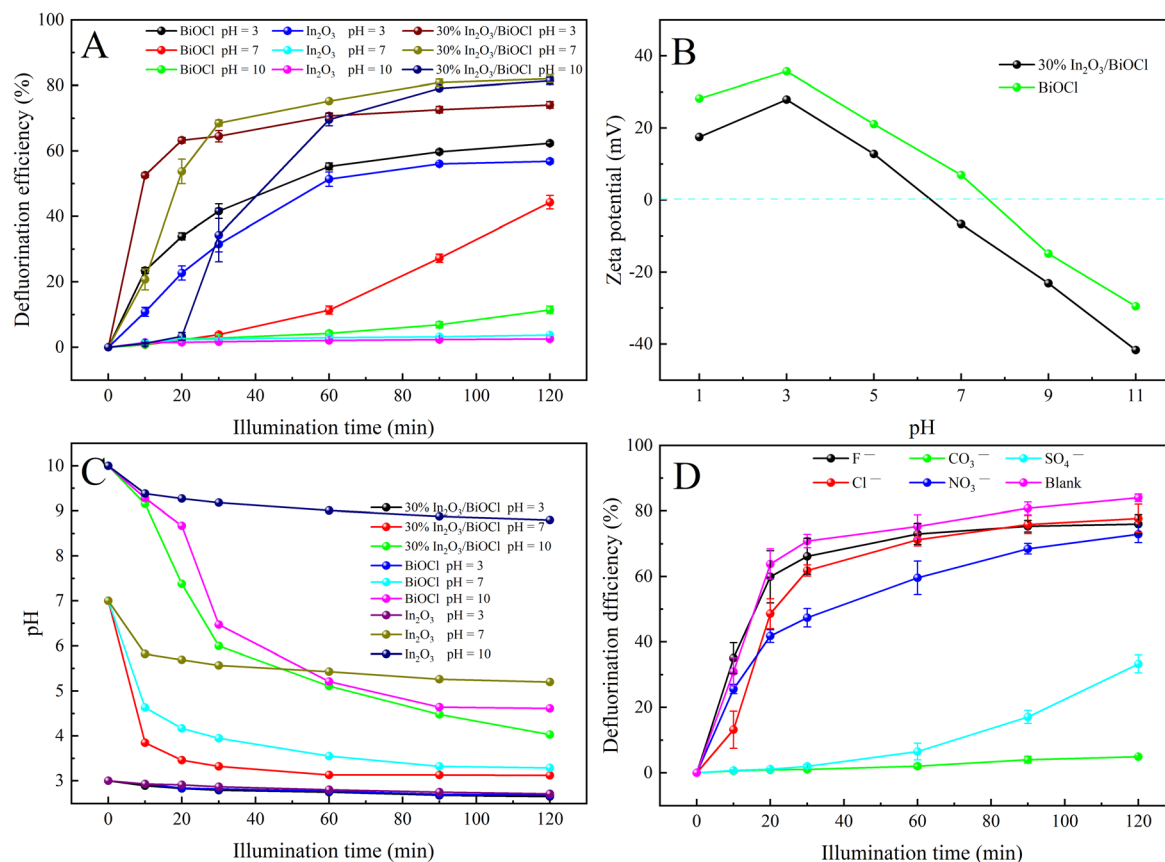 A
BiOCl pH = 3
In₂O₃ pH = 3
30% In₂O₃/BiOCl pH = 3
BiOCl pH = 7
In₂O₃ pH = 7
30% In₂O₃/BiOCl pH = 7
BiOCl pH = 10
In₂O₃ pH = 10
30% In₂O₃/BiOCl pH = 10
Defluorination efficiency (%)
100
80
60
40
20
0
0 20 40 60 80 100 120
Illumination time (min)
B
30% In₂O₃/BiOCl
BiOCl
Zeta potential (mV)
40
20
0
-20
-40
1 3 5 7 9 11
pH
C
30% In₂O₃/BiOCl pH = 3
30% In₂O₃/BiOCl pH = 7
30% In₂O₃/BiOCl pH = 10
BiOCl pH = 3
BiOCl pH = 7
BiOCl pH = 10
In₂O₃ pH = 3
In₂O₃ pH = 7
In₂O₃ pH = 10
pH
10
9
8
7
6
5
4
3
0 20 40 60 80 100 120
Illumination time (min)
D
F⁻ CO₃⁻ SO₄⁻
Cl⁻ NO₃⁻ Blank
Defluorination dfficiency (%)
100
80
60
40
20
0
0 20 40 60 80 100 120
Illumination time (min)